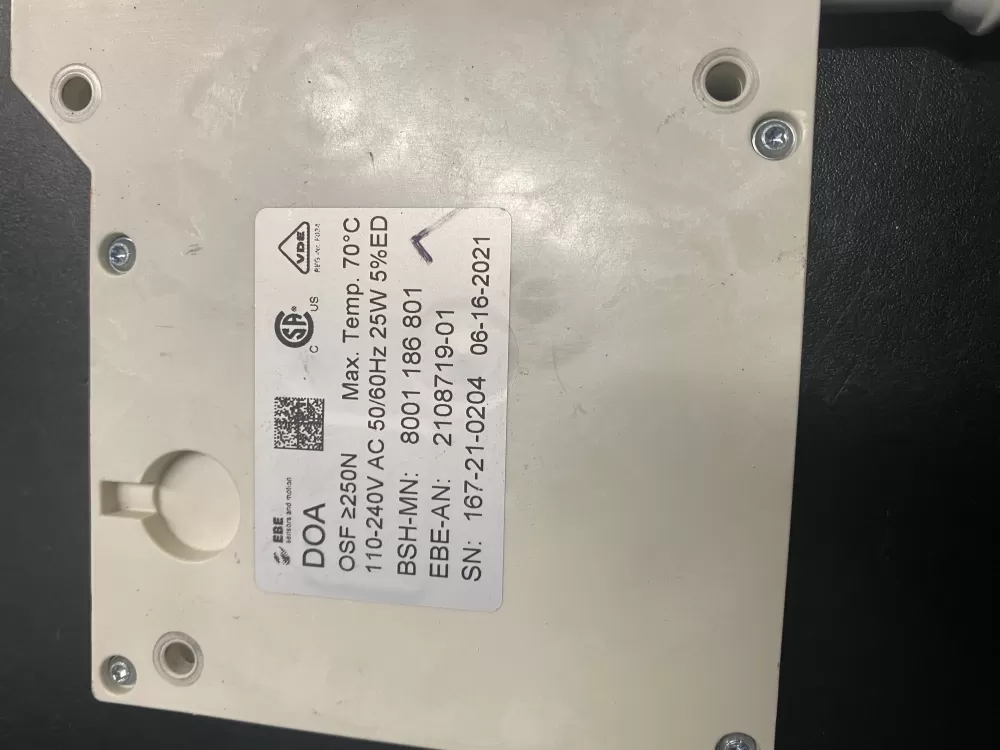 EBE
sensors and motion
C
US
VDE
DOA
OSF ≥250N Max. Temp. 70°C
110-240V AC 50/60Hz 25W 5%ED
BSH-MN: 8001 186 801
EBE-AN: 2108719-01
SN: 167-21-0204 06-16-2021